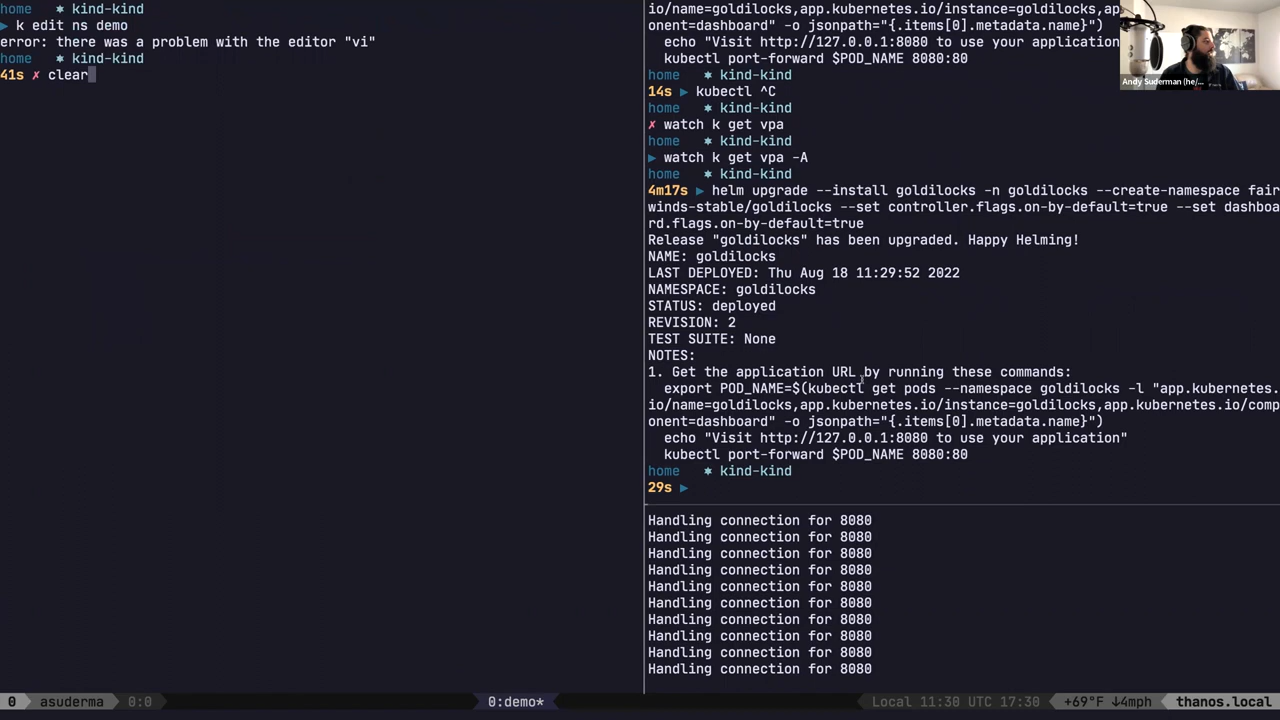 home   * kind-kind
▶ k edit ns demo
error: there was a problem with the editor "vi"
home   * kind-kind
41s ✗ clear
io/name=goldilocks,app.kubernetes.io/instance=goldilocks,ap
onent=dashboard" -o jsonpath="{.items[0].metadata.name}")
  echo "Visit http://127.0.0.1:8080 to use your application
  kubectl port-forward $POD_NAME 8080:80
home   * kind-kind
14s ▶ kubectl ^C
home   * kind-kind
✗ watch k get vpa
home   * kind-kind
▶ watch k get vpa -A
home   * kind-kind
4m17s ▶ helm upgrade --install goldilocks -n goldilocks --create-namespace fair
winds-stable/goldilocks --set controller.flags.on-by-default=true --set dashboa
rd.flags.on-by-default=true
Release "goldilocks" has been upgraded. Happy Helming!
NAME: goldilocks
LAST DEPLOYED: Thu Aug 18 11:29:52 2022
NAMESPACE: goldilocks
STATUS: deployed
REVISION: 2
TEST SUITE: None
NOTES:
1. Get the application URL by running these commands:
  export POD_NAME=$(kubectl get pods --namespace goldilocks -l "app.kubernetes.
io/name=goldilocks,app.kubernetes.io/instance=goldilocks,app.kubernetes.io/comp
onent=dashboard" -o jsonpath="{.items[0].metadata.name}")
  echo "Visit http://127.0.0.1:8080 to use your application"
  kubectl port-forward $POD_NAME 8080:80
home   * kind-kind
29s ▶
Handling connection for 8080
Handling connection for 8080
Handling connection for 8080
Handling connection for 8080
Handling connection for 8080
Handling connection for 8080
Handling connection for 8080
Handling connection for 8080
Handling connection for 8080
Handling connection for 8080
Andy Suderman (he/...
0 asuderma 0:0 0:demo* Local 11:30 UTC 17:30 +69°F ↓4mph thanos.local